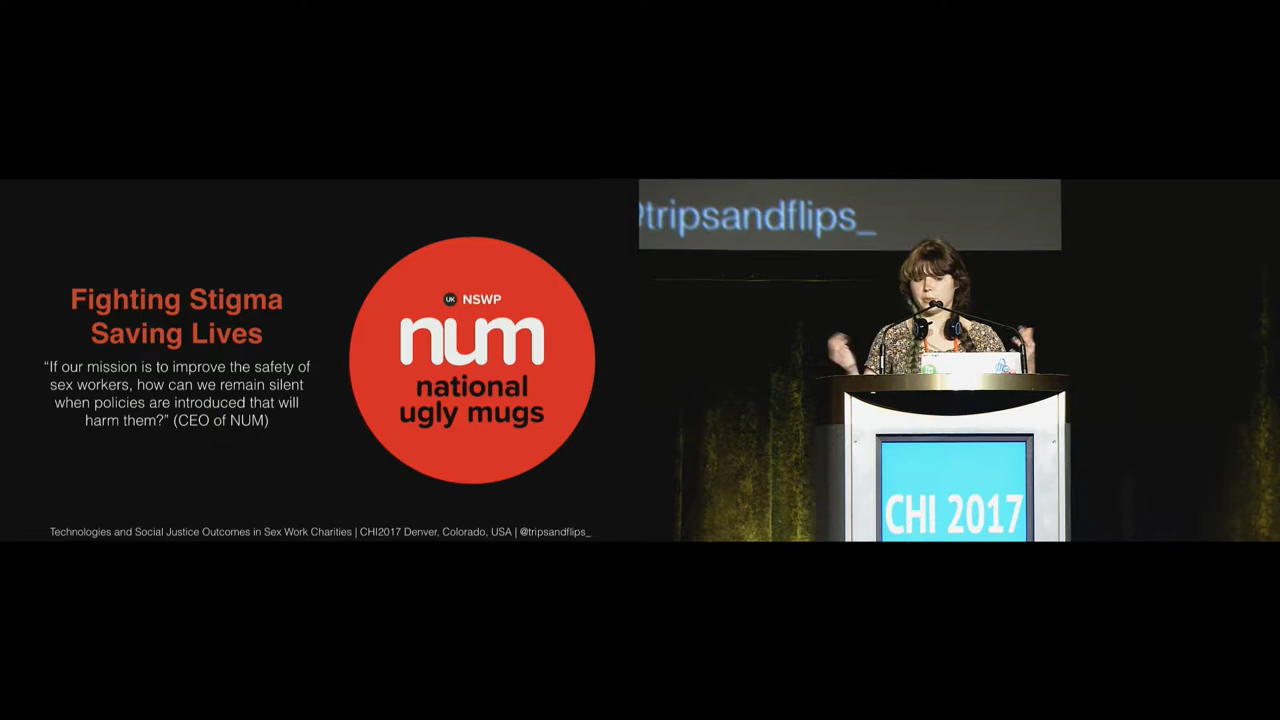 Fighting Stigma
Saving Lives
“If our mission is to improve the safety of
sex workers, how can we remain silent
when policies are introduced that will
harm them?” (CEO of NUM)
UK NSWP
num
national
ugly mugs
Technologies and Social Justice Outcomes in Sex Work Charities | CHI2017 Denver, Colorado, USA | @tripsandflips_
@tripsandflips_
CHI 2017